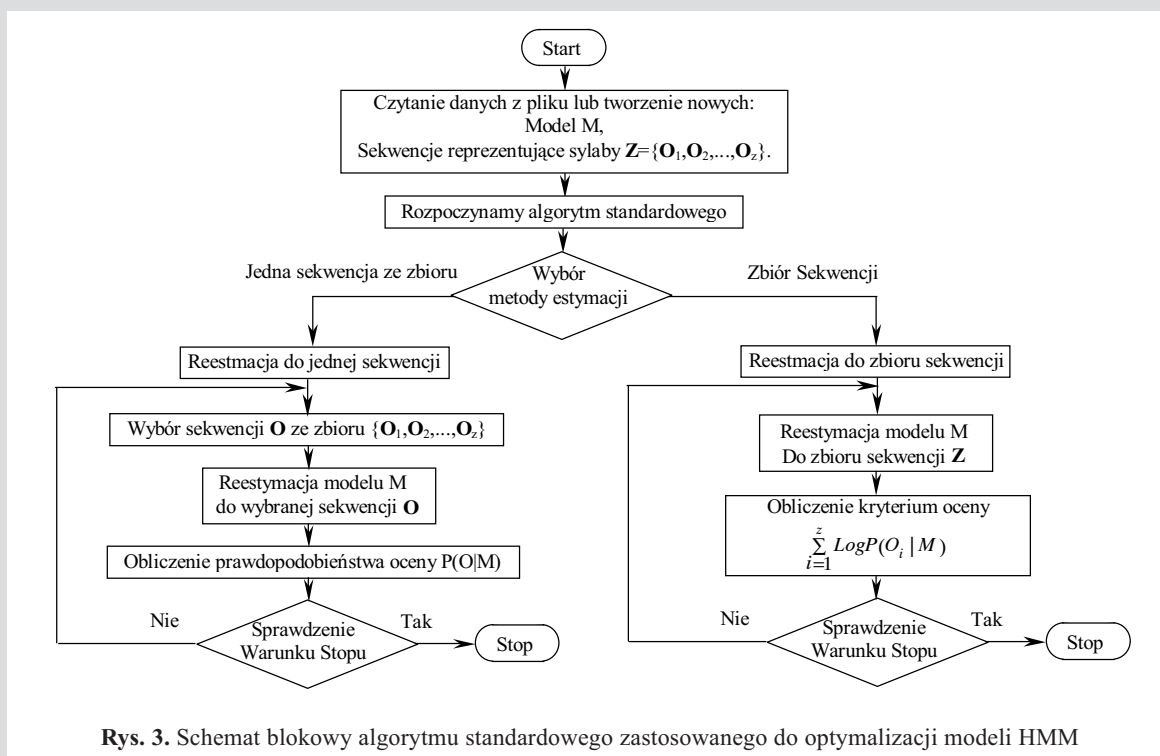 Start
Czytanie danych z pliku lub tworzenie nowych:
Model M,
Sekwencje reprezentujące sylaby Z={O₁,O₂,...,O_z}.
Rozpoczynamy algorytm standardowego
Wybór
metody estymacji
Jedna sekwencja ze zbioru
Zbiór Sekwencji
Reestmacja do jednej sekwencji
Wybór sekwencji O ze zbioru {O₁,O₂,...,O_z}
Reestymacja modelu M
do wybranej sekwencji O
Obliczenie prawdopodobieństwa oceny P(O|M)
Nie
Sprawdzenie
Warunku Stopu
Tak
Stop
Reestmacja do zbioru sekwencji
Reestymacja modelu M
Do zbioru sekwencji Z
Obliczenie kryterium oceny
z
∑ LogP(O_i | M)
i=1
Nie
Sprawdzenie
Warunku Stopu
Tak
Stop
Rys. 3. Schemat blokowy algorytmu standardowego zastosowanego do optymalizacji modeli HMM